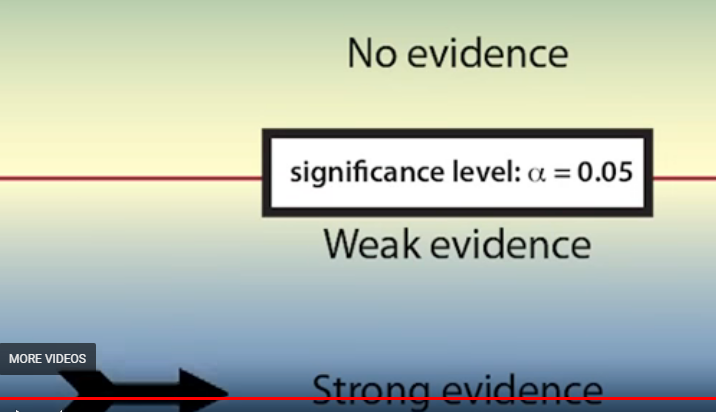 No evidence
significance level: α = 0.05
Weak evidence
MORE VIDEOS
Strong evidence